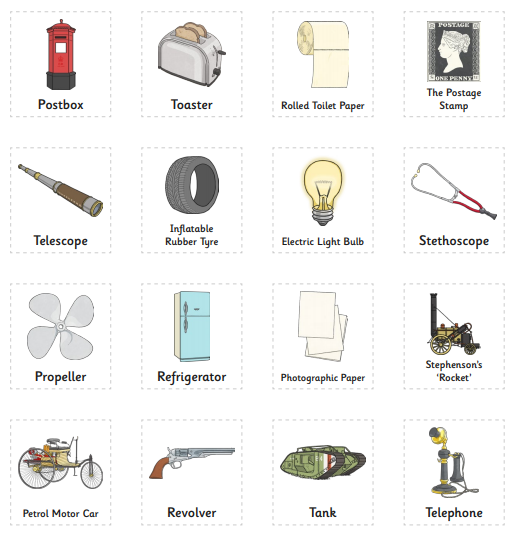 Postbox
Toaster
Rolled Toilet Paper
POSTAGE
ONE PENNY
The Postage
Stamp
Telescope
Inflatable
Rubber Tyre
Electric Light Bulb
Stethoscope
Propeller
Refrigerator
Photographic Paper
Stephenson's
‘Rocket’
Petrol Motor Car
Revolver
Tank
Telephone